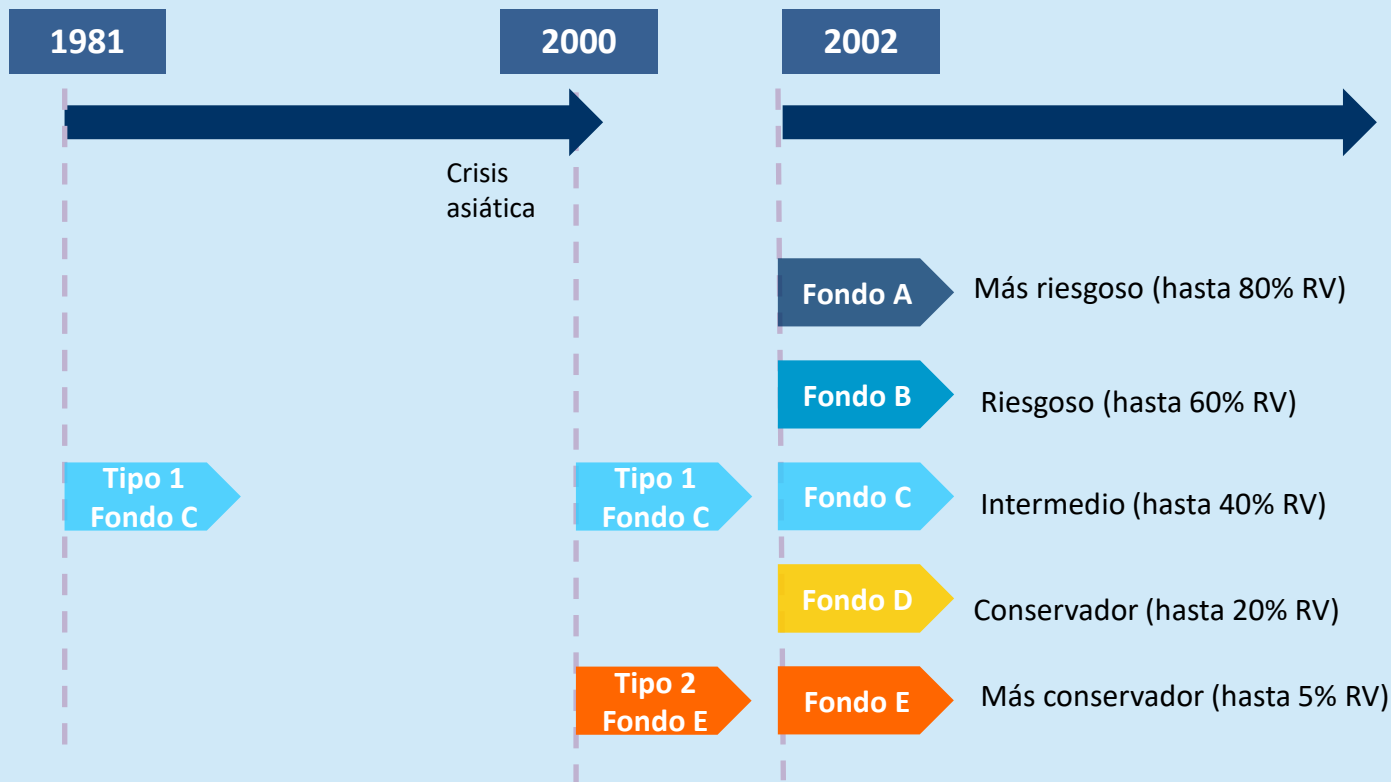 1981
2000
2002
Crisis
asiática
Fondo A
Más riesgoso (hasta 80% RV)
Fondo B
Riesgoso (hasta 60% RV)
Tipo 1
Fondo C
Tipo 1
Fondo C
Fondo C
Intermedio (hasta 40% RV)
Fondo D
Conservador (hasta 20% RV)
Tipo 2
Fondo E
Fondo E
Más conservador (hasta 5% RV)